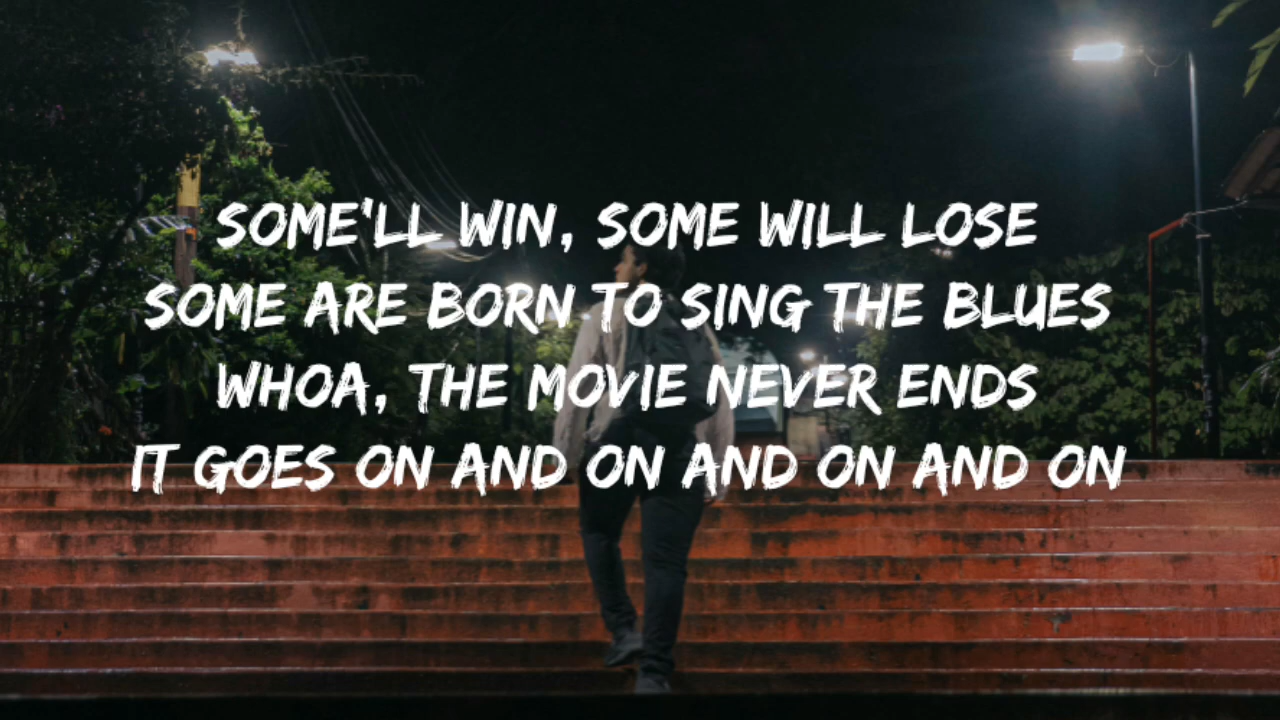 SOME'LL WIN, SOME WILL LOSE
SOME ARE BORN TO SING THE BLUES
WHOA, THE MOVIE NEVER ENDS
IT GOES ON AND ON AND ON AND ON